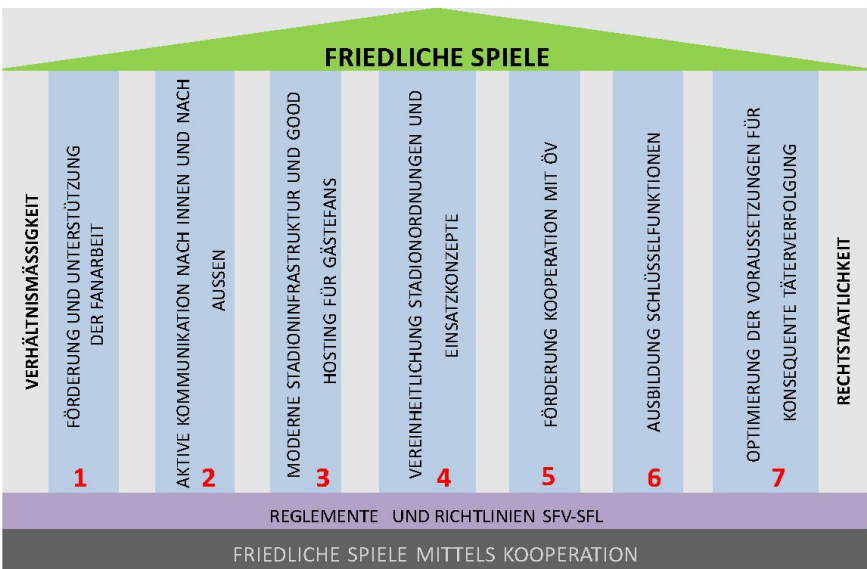 FRIEDLICHE SPIELE
VERHÄLTNISMÄSSIGKEIT
FÖRDERUNG UND UNTERSTÜTZUNG
DER FANARBEIT
1
AKTIVE KOMMUNIKATION NACH INNEN UND NACH
AUSSEN
2
MODERNE STADIONINFRASTRUKTUR UND GOOD
HOSTING FÜR GÄSTEFANS
3
VEREINHEITLICHUNG STADIONORDNUNGEN UND
EINSATZKONZEPTE
4
FÖRDERUNG KOOPERATION MIT ÖV
5
AUSBILDUNG SCHLÜSSELFUNKTIONEN
6
OPTIMIERUNG DER VORAUSSETZUNGEN FÜR
KONSEQUENTE TÄTERVERFOLGUNG
7
RECHTSTAATLICHKEIT
REGLEMENTE UND RICHTLINIEN SFV-SFL
FRIEDLICHE SPIELE MITTELS KOOPERATION